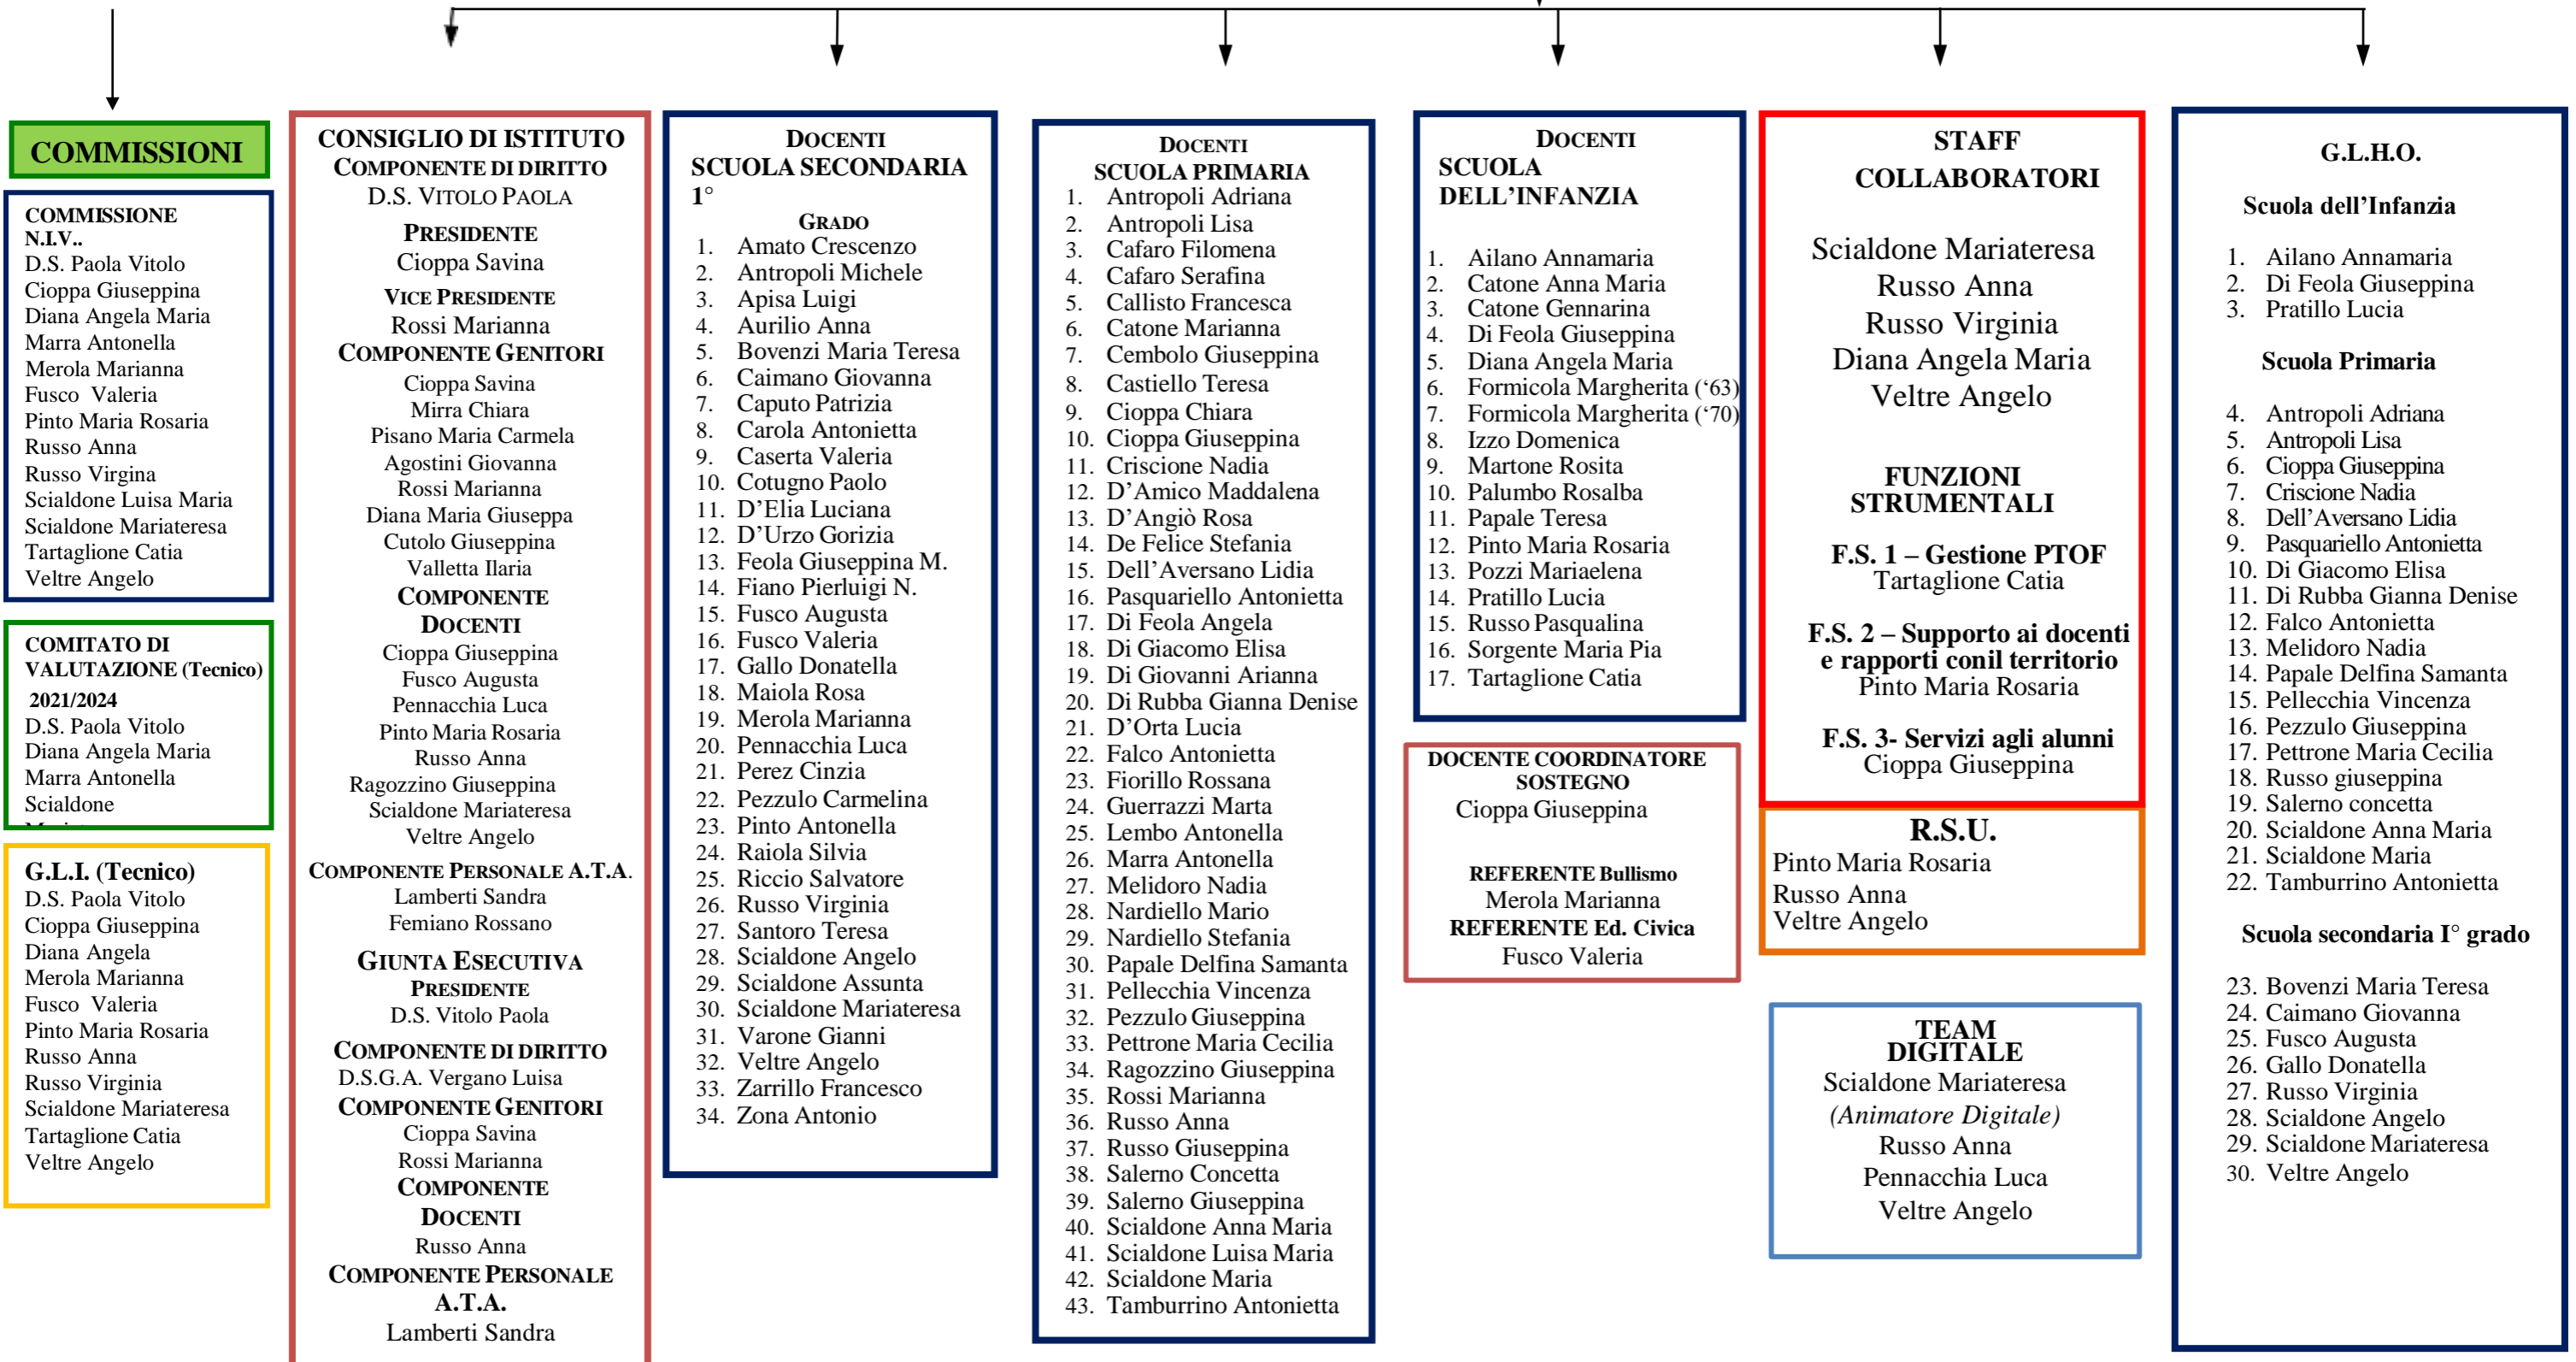 COMMISSIONI
COMMISSIONE
N.I.V..
D.S. Paola Vitolo
Cioppa Giuseppina
Diana Angela Maria
Marra Antonella
Merola Marianna
Fusco Valeria
Pinto Maria Rosaria
Russo Anna
Russo Virgina
Scialdone Luisa Maria
Scialdone Mariateresa
Tartaglione Catia
Veltre Angelo
COMITATO DI
VALUTAZIONE (Tecnico)
2021/2024
D.S. Paola Vitolo
Diana Angela Maria
Marra Antonella
Scialdone
G.L.I. (Tecnico)
D.S. Paola Vitolo
Cioppa Giuseppina
Diana Angela
Merola Marianna
Fusco Valeria
Pinto Maria Rosaria
Russo Anna
Russo Virginia
Scialdone Mariateresa
Tartaglione Catia
Veltre Angelo
CONSIGLIO DI ISTITUTO
COMPONENTE DI DIRITTO
D.S. VITOLO PAOLA
PRESIDENTE
Cioppa Savina
VICE PRESIDENTE
Rossi Marianna
COMPONENTE GENITORI
Cioppa Savina
Mirra Chiara
Pisano Maria Carmela
Agostini Giovanna
Rossi Marianna
Diana Maria Giuseppa
Cutolo Giuseppina
Valletta Ilaria
COMPONENTE
DOCENTI
Cioppa Giuseppina
Fusco Augusta
Pennacchia Luca
Pinto Maria Rosaria
Russo Anna
Ragozzino Giuseppina
Scialdone Mariateresa
Veltre Angelo
COMPONENTE PERSONALE A.T.A.
Lamberti Sandra
Femiano Rossano
GIUNTA ESECUTIVA
PRESIDENTE
D.S. Vitolo Paola
COMPONENTE DI DIRITTO
D.S.G.A. Vergano Luisa
COMPONENTE GENITORI
Cioppa Savina
Rossi Marianna
COMPONENTE
DOCENTI
Russo Anna
COMPONENTE PERSONALE
A.T.A.
Lamberti Sandra
DOCENTI
SCUOLA SECONDARIA
1°
GRADO
1. Amato Crescenzo
2. Antropoli Michele
3. Apisa Luigi
4. Aurilio Anna
5. Bovenzi Maria Teresa
6. Caimano Giovanna
7. Caputo Patrizia
8. Carola Antonietta
9. Caserta Valeria
10. Cotugno Paolo
11. D’Elia Luciana
12. D’Urzo Gorizia
13. Feola Giuseppina M.
14. Fiano Pierluigi N.
15. Fusco Augusta
16. Fusco Valeria
17. Gallo Donatella
18. Maiola Rosa
19. Merola Marianna
20. Pennacchia Luca
21. Perez Cinzia
22. Pezzulo Carmelina
23. Pinto Antonella
24. Raiola Silvia
25. Riccio Salvatore
26. Russo Virginia
27. Santoro Teresa
28. Scialdone Angelo
29. Scialdone Assunta
30. Scialdone Mariateresa
31. Varone Gianni
32. Veltre Angelo
33. Zarrillo Francesco
34. Zona Antonio
DOCENTI
SCUOLA PRIMARIA
1. Antropoli Adriana
2. Antropoli Lisa
3. Cafaro Filomena
4. Cafaro Serafina
5. Callisto Francesca
6. Catone Marianna
7. Cembolo Giuseppina
8. Castiello Teresa
9. Cioppa Chiara
10. Cioppa Giuseppina
11. Criscione Nadia
12. D’Amico Maddalena
13. D’Angiò Rosa
14. De Felice Stefania
15. Dell’Aversano Lidia
16. Pasquariello Antonietta
17. Di Feola Angela
18. Di Giacomo Elisa
19. Di Giovanni Arianna
20. Di Rubba Gianna Denise
21. D’Orta Lucia
22. Falco Antonietta
23. Fiorillo Rossana
24. Guerrazzi Marta
25. Lembo Antonella
26. Marra Antonella
27. Melidoro Nadia
28. Nardiello Mario
29. Nardiello Stefania
30. Papale Delfina Samanta
31. Pellecchia Vincenza
32. Pezzulo Giuseppina
33. Pettrone Maria Cecilia
34. Ragozzino Giuseppina
35. Rossi Marianna
36. Russo Anna
37. Russo Giuseppina
38. Salerno Concetta
39. Salerno Giuseppina
40. Scialdone Anna Maria
41. Scialdone Luisa Maria
42. Scialdone Maria
43. Tamburrino Antonietta
DOCENTI
SCUOLA
DELL’INFANZIA
1. Ailano Annamaria
2. Catone Anna Maria
3. Catone Gennarina
4. Di Feola Giuseppina
5. Diana Angela Maria
6. Formicola Margherita (‘63)
7. Formicola Margherita (‘70)
8. Izzo Domenica
9. Martone Rosita
10. Palumbo Rosalba
11. Papale Teresa
12. Pinto Maria Rosaria
13. Pozzi Mariaelena
14. Pratillo Lucia
15. Russo Pasqualina
16. Sorgente Maria Pia
17. Tartaglione Catia
DOCENTE COORDINATORE
SOSTEGNO
Cioppa Giuseppina
REFERENTE Bullismo
Merola Marianna
REFERENTE Ed. Civica
Fusco Valeria
STAFF
COLLABORATORI
Scialdone Mariateresa
Russo Anna
Russo Virginia
Diana Angela Maria
Veltre Angelo
FUNZIONI
STRUMENTALI
F.S. 1 – Gestione PTOF
Tartaglione Catia
F.S. 2 – Supporto ai docenti
e rapporti conil territorio
Pinto Maria Rosaria
F.S. 3- Servizi agli alunni
Cioppa Giuseppina
R.S.U.
Pinto Maria Rosaria
Russo Anna
Veltre Angelo
TEAM
DIGITALE
Scialdone Mariateresa
(Animatore Digitale)
Russo Anna
Pennacchia Luca
Veltre Angelo
G.L.H.O.
Scuola dell’Infanzia
1. Ailano Annamaria
2. Di Feola Giuseppina
3. Pratillo Lucia
Scuola Primaria
4. Antropoli Adriana
5. Antropoli Lisa
6. Cioppa Giuseppina
7. Criscione Nadia
8. Dell’Aversano Lidia
9. Pasquariello Antonietta
10. Di Giacomo Elisa
11. Di Rubba Gianna Denise
12. Falco Antonietta
13. Melidoro Nadia
14. Papale Delfina Samanta
15. Pellecchia Vincenza
16. Pezzulo Giuseppina
17. Pettrone Maria Cecilia
18. Russo giuseppina
19. Salerno concetta
20. Scialdone Anna Maria
21. Scialdone Maria
22. Tamburrino Antonietta
Scuola secondaria I° grado
23. Bovenzi Maria Teresa
24. Caimano Giovanna
25. Fusco Augusta
26. Gallo Donatella
27. Russo Virginia
28. Scialdone Angelo
29. Scialdone Mariateresa
30. Veltre Angelo